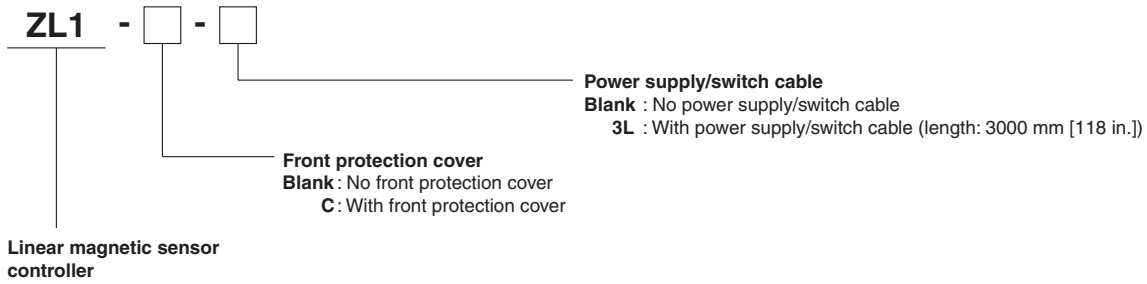 ZL1 - □ - □
Power supply/switch cable
Blank : No power supply/switch cable
3L : With power supply/switch cable (length: 3000 mm [118 in.])
Front protection cover
Blank : No front protection cover
C : With front protection cover
Linear magnetic sensor
controller